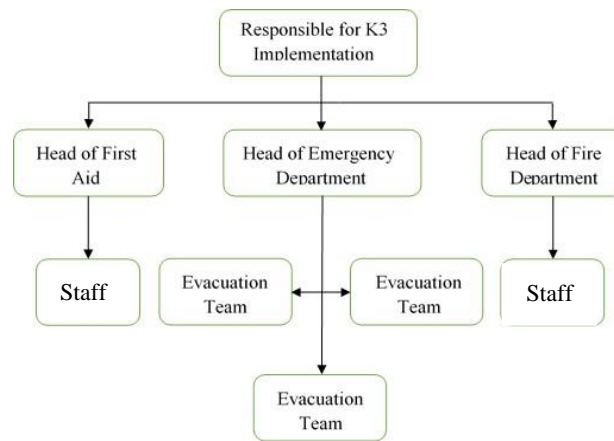 Responsible for K3
Implementation
Head of First
Aid
Head of Emergency
Department
Head of Fire
Department
Staff
Evacuation
Team
Evacuation
Team
Staff
Evacuation
Team